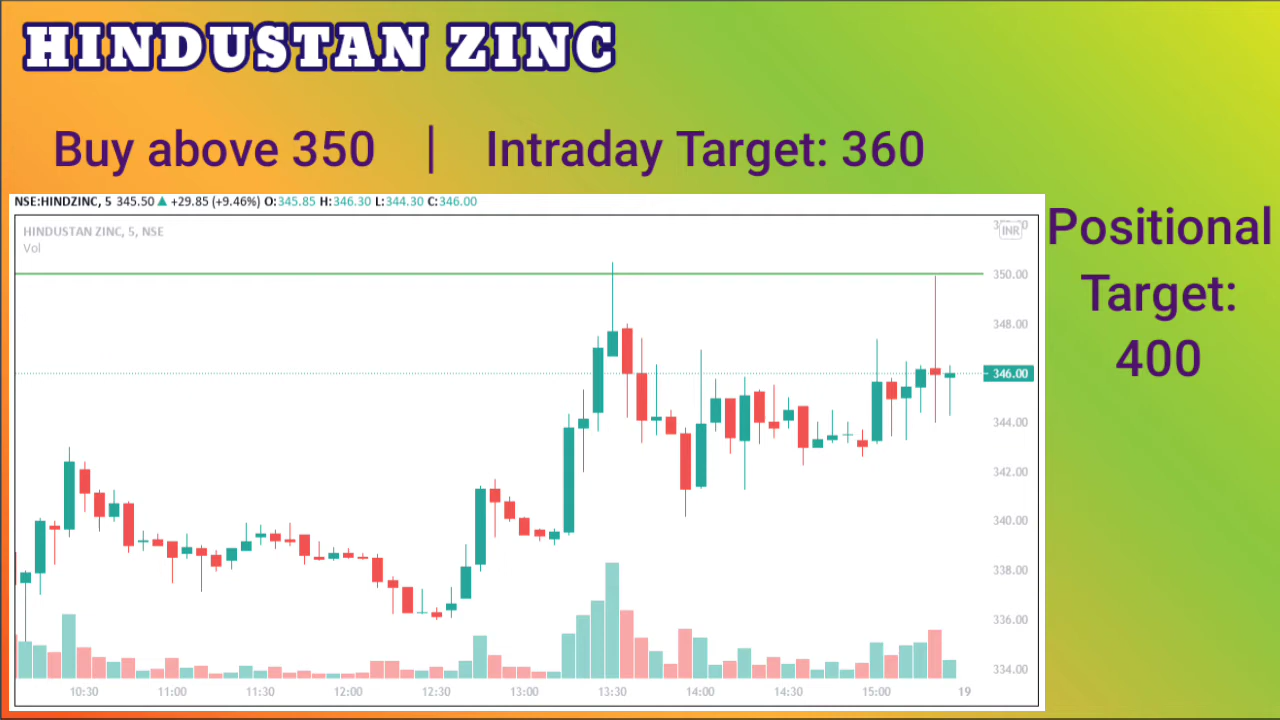 HINDUSTAN ZINC
Buy above 350 | Intraday Target: 360
NSE:HINDZINC, 5 345.50 ▲ +29.85 (+9.46%) O:345.85 H:346.30 L:344.30 C:346.00
HINDUSTAN ZINC, 5, NSE
Vol
INR
Positional
Target:
400
350.00
348.00
346.00
344.00
342.00
340.00
338.00
336.00
334.00
10:30 11:00 11:30 12:00 12:30 13:00 13:30 14:00 14:30 15:00 19